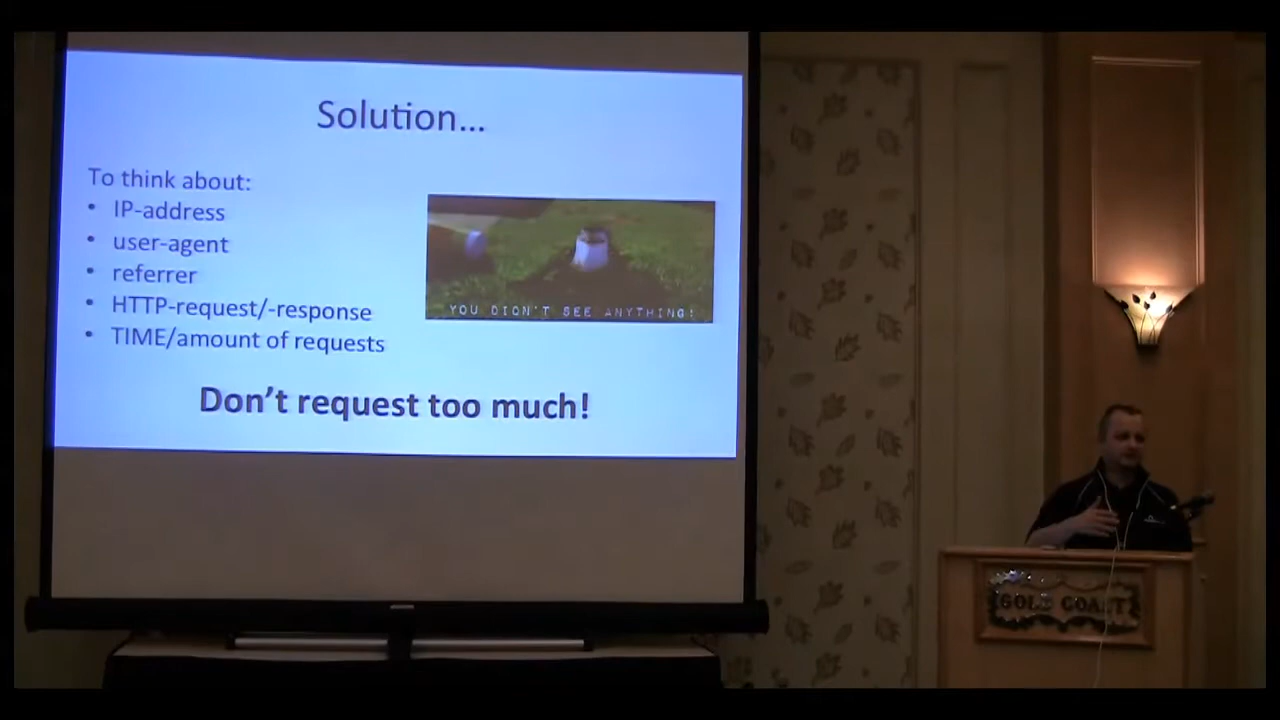 Solution...
To think about:
• IP-address
• user-agent
• referrer
• HTTP-request/-response
• TIME/amount of requests
YOU DIDN'T SEE ANYTHING!
Don't request too much!
GOLD COAST